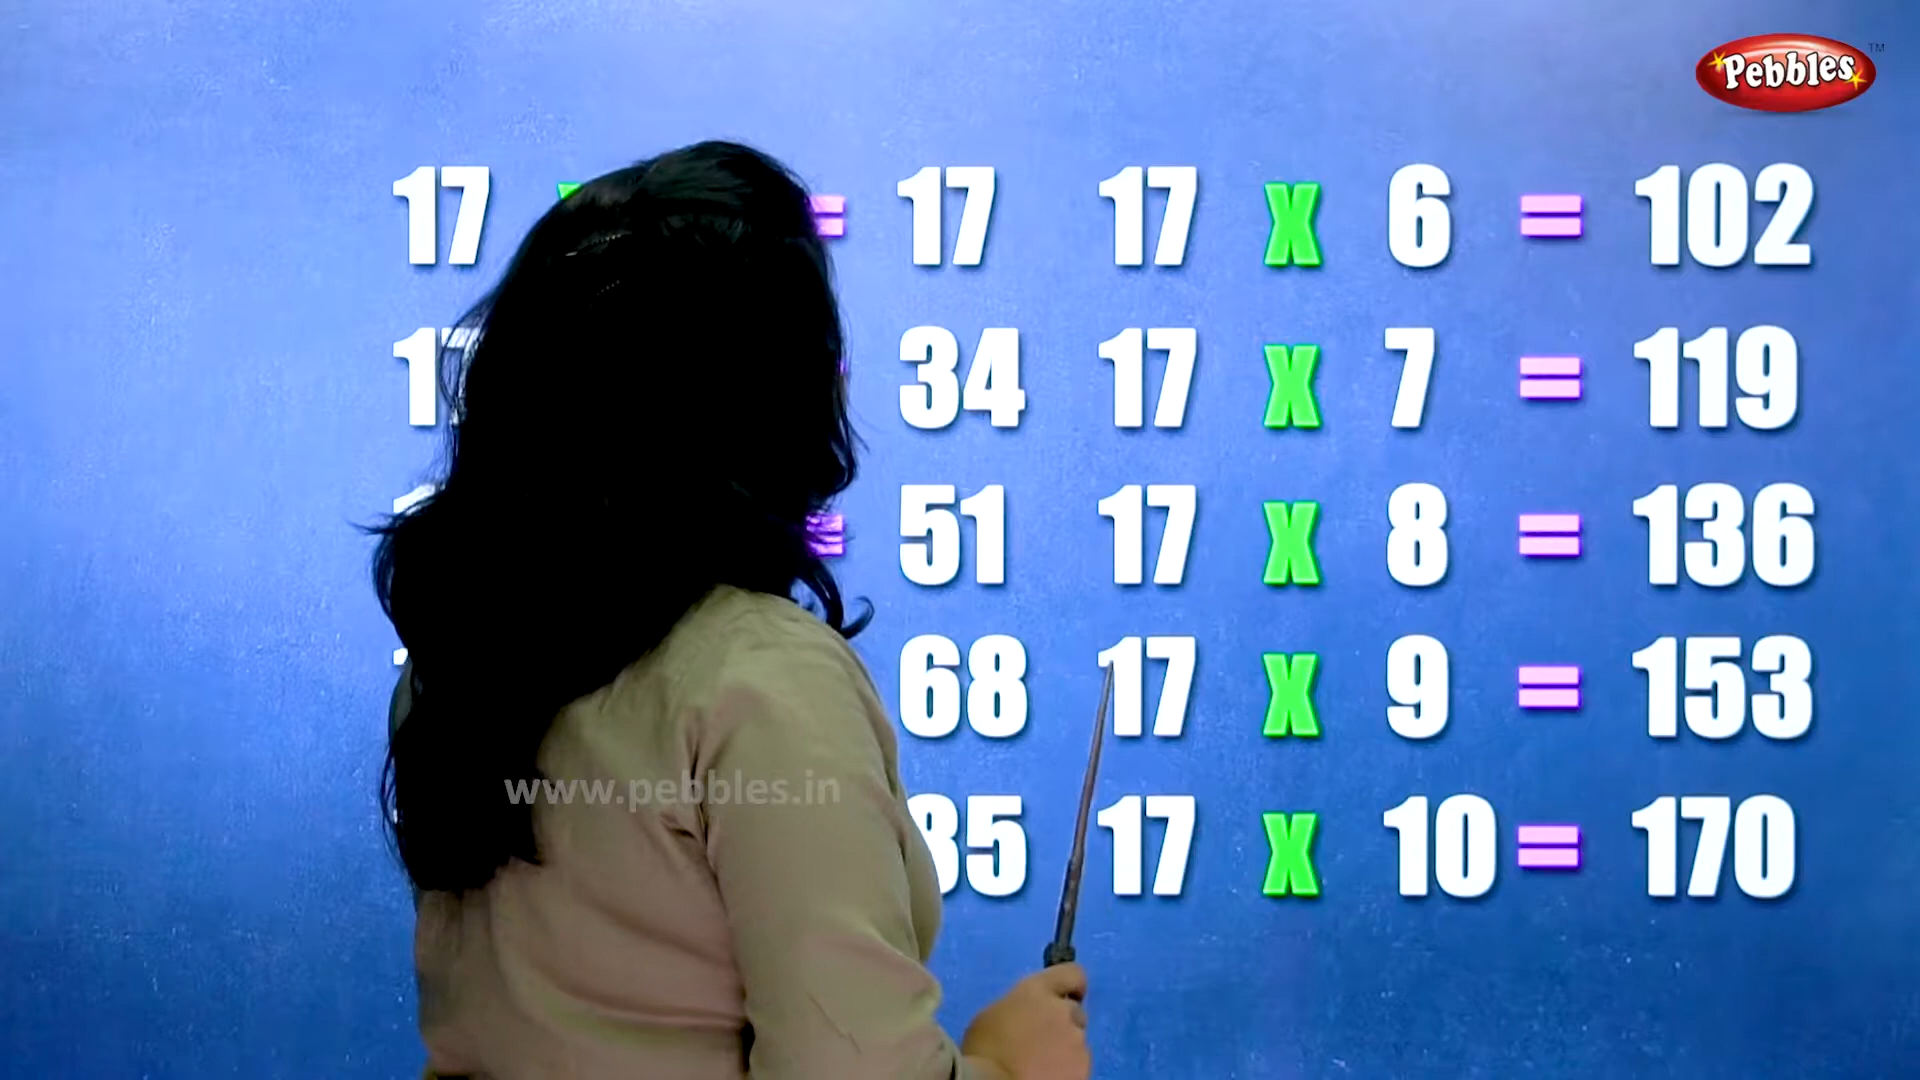 Pebbles TM
17 = 17 17 x 6 = 102
34 17 x 7 = 119
= 51 17 x 8 = 136
68 17 x 9 = 153
17 x 10 = 170
www.pebbles.in